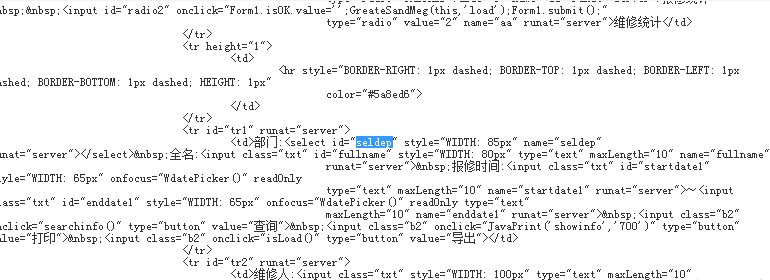 nbsp;&nbsp;<input id="radio2" onclick="Form1.isOK.value='';GreateSandMeg(this,'load');Form1.submit();"
type="radio" value="2" name="aa" runat="server">维修统计</td>
</tr>
<tr height="1">
<td>
<hr style="BORDER-RIGHT: 1px dashed; BORDER-TOP: 1px dashed; BORDER-LEFT: 1px
ashed; BORDER-BOTTOM: 1px dashed; HEIGHT: 1px"
color="#5a8ed6">
</td>
</tr>
<tr id="tr1" runat="server">
<td>部门:<select id="seldep" style="WIDTH: 85px" name="seldep"
unat="server"></select>&nbsp;全名:<input class="txt" id="fullname" style="WIDTH: 80px" type="text" maxLength="10" name="fullname"
runat="server">&nbsp;报修时间:<input class="txt" id="startdate1"
tyle="WIDTH: 65px" onfocus="WdatePicker()" readOnly
type="text" maxLength="10" name="startdate1" runat="server">~<input
lass="txt" id="enddate1" style="WIDTH: 65px" onfocus="WdatePicker()" readOnly type="text"
maxLength="10" name="enddate1" runat="server">&nbsp;<input class="b2"
nclick="searchinfo()" type="button" value="查询">&nbsp;<input class="b2" onclick="JavaPrint('showinfo','700')" type="button"
alue="打印">&nbsp;<input class="b2" onclick="isLoad()" type="button" value="导出"></td>
</tr>
<tr id="tr2" runat="server">
<td>维修人:<input class="txt" style="WIDTH: 100px" type="text" maxLength="10"